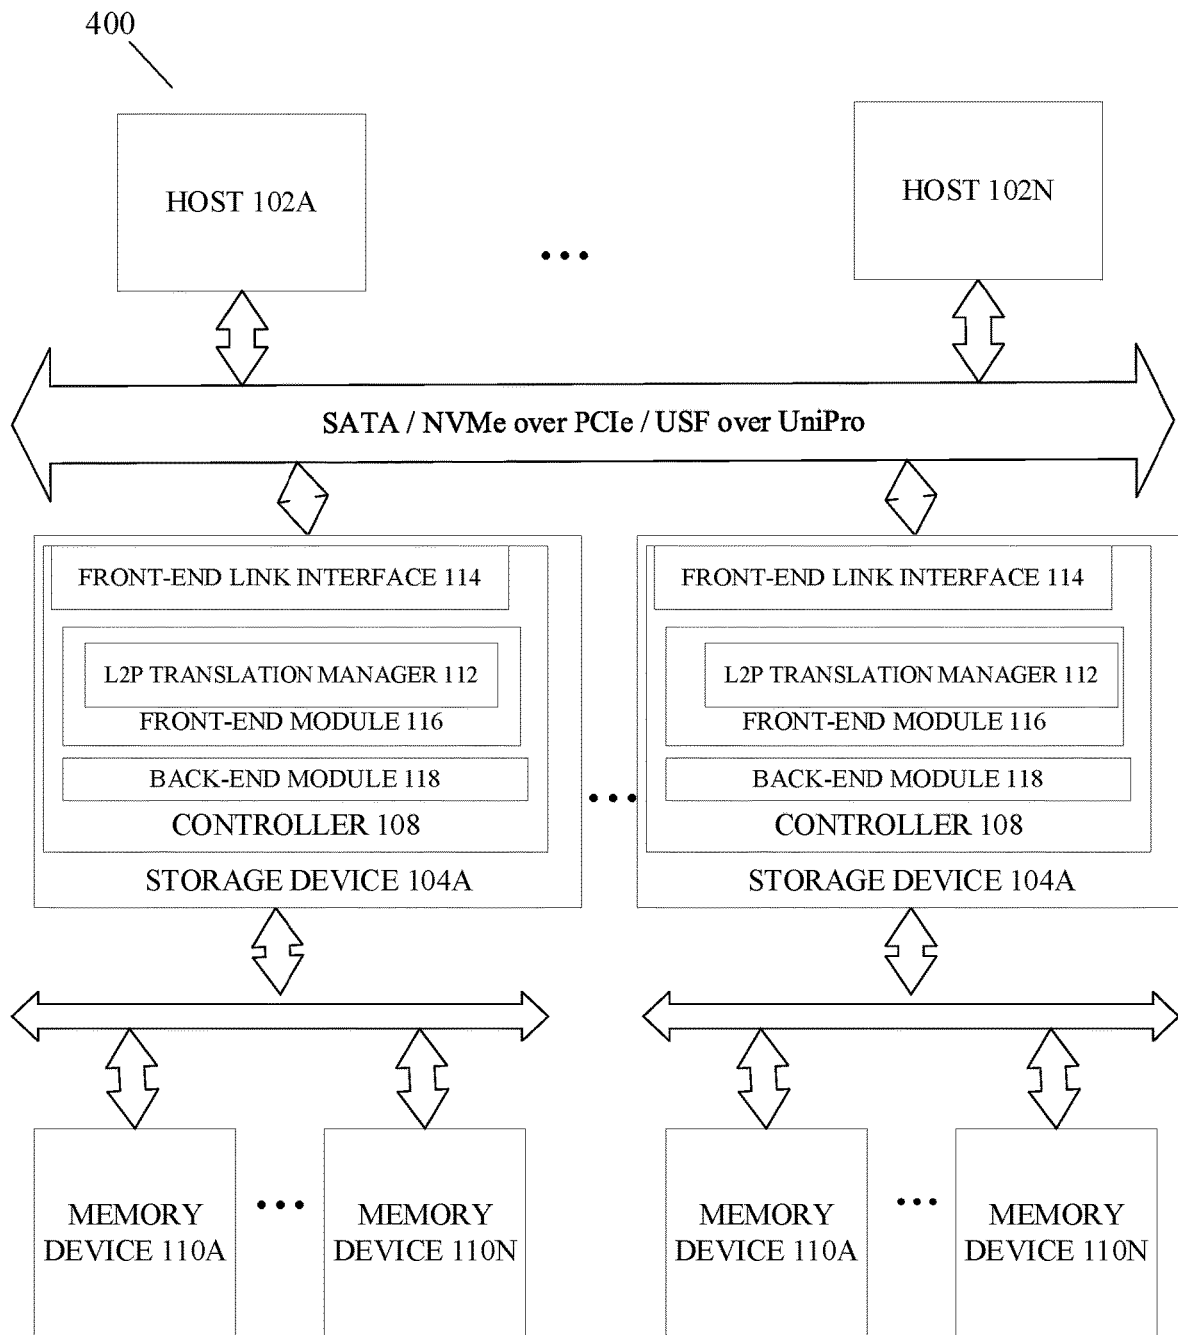 400
HOST 102A
HOST 102N
...
SATA / NVMe over PCIe / USF over UniPro
FRONT-END LINK INTERFACE 114
L2P TRANSLATION MANAGER 112
FRONT-END MODULE 116
BACK-END MODULE 118
CONTROLLER 108
STORAGE DEVICE 104A
...
FRONT-END LINK INTERFACE 114
L2P TRANSLATION MANAGER 112
FRONT-END MODULE 116
BACK-END MODULE 118
CONTROLLER 108
STORAGE DEVICE 104A
MEMORY
DEVICE 110A
...
MEMORY
DEVICE 110N
MEMORY
DEVICE 110A
...
MEMORY
DEVICE 110N